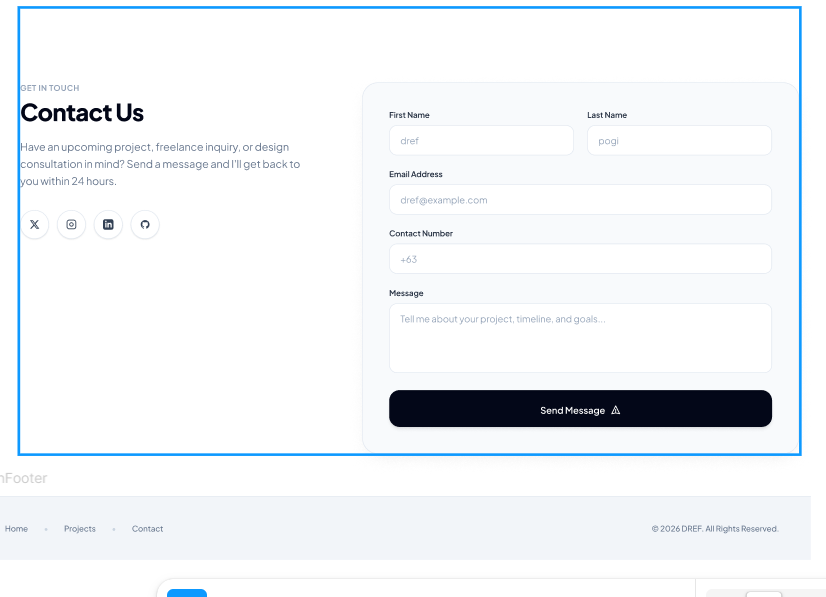 GET IN TOUCH
Contact Us
Have an upcoming project, freelance inquiry, or design
consultation in mind? Send a message and I'll get back to
you within 24 hours.
First Name
Last Name
dref
pogi
Email Address
dref@example.com
Contact Number
+63
Message
Tell me about your project, timeline, and goals...
Send Message
nFooter
Home
Projects
Contact
© 2026 DREF. All Rights Reserved.